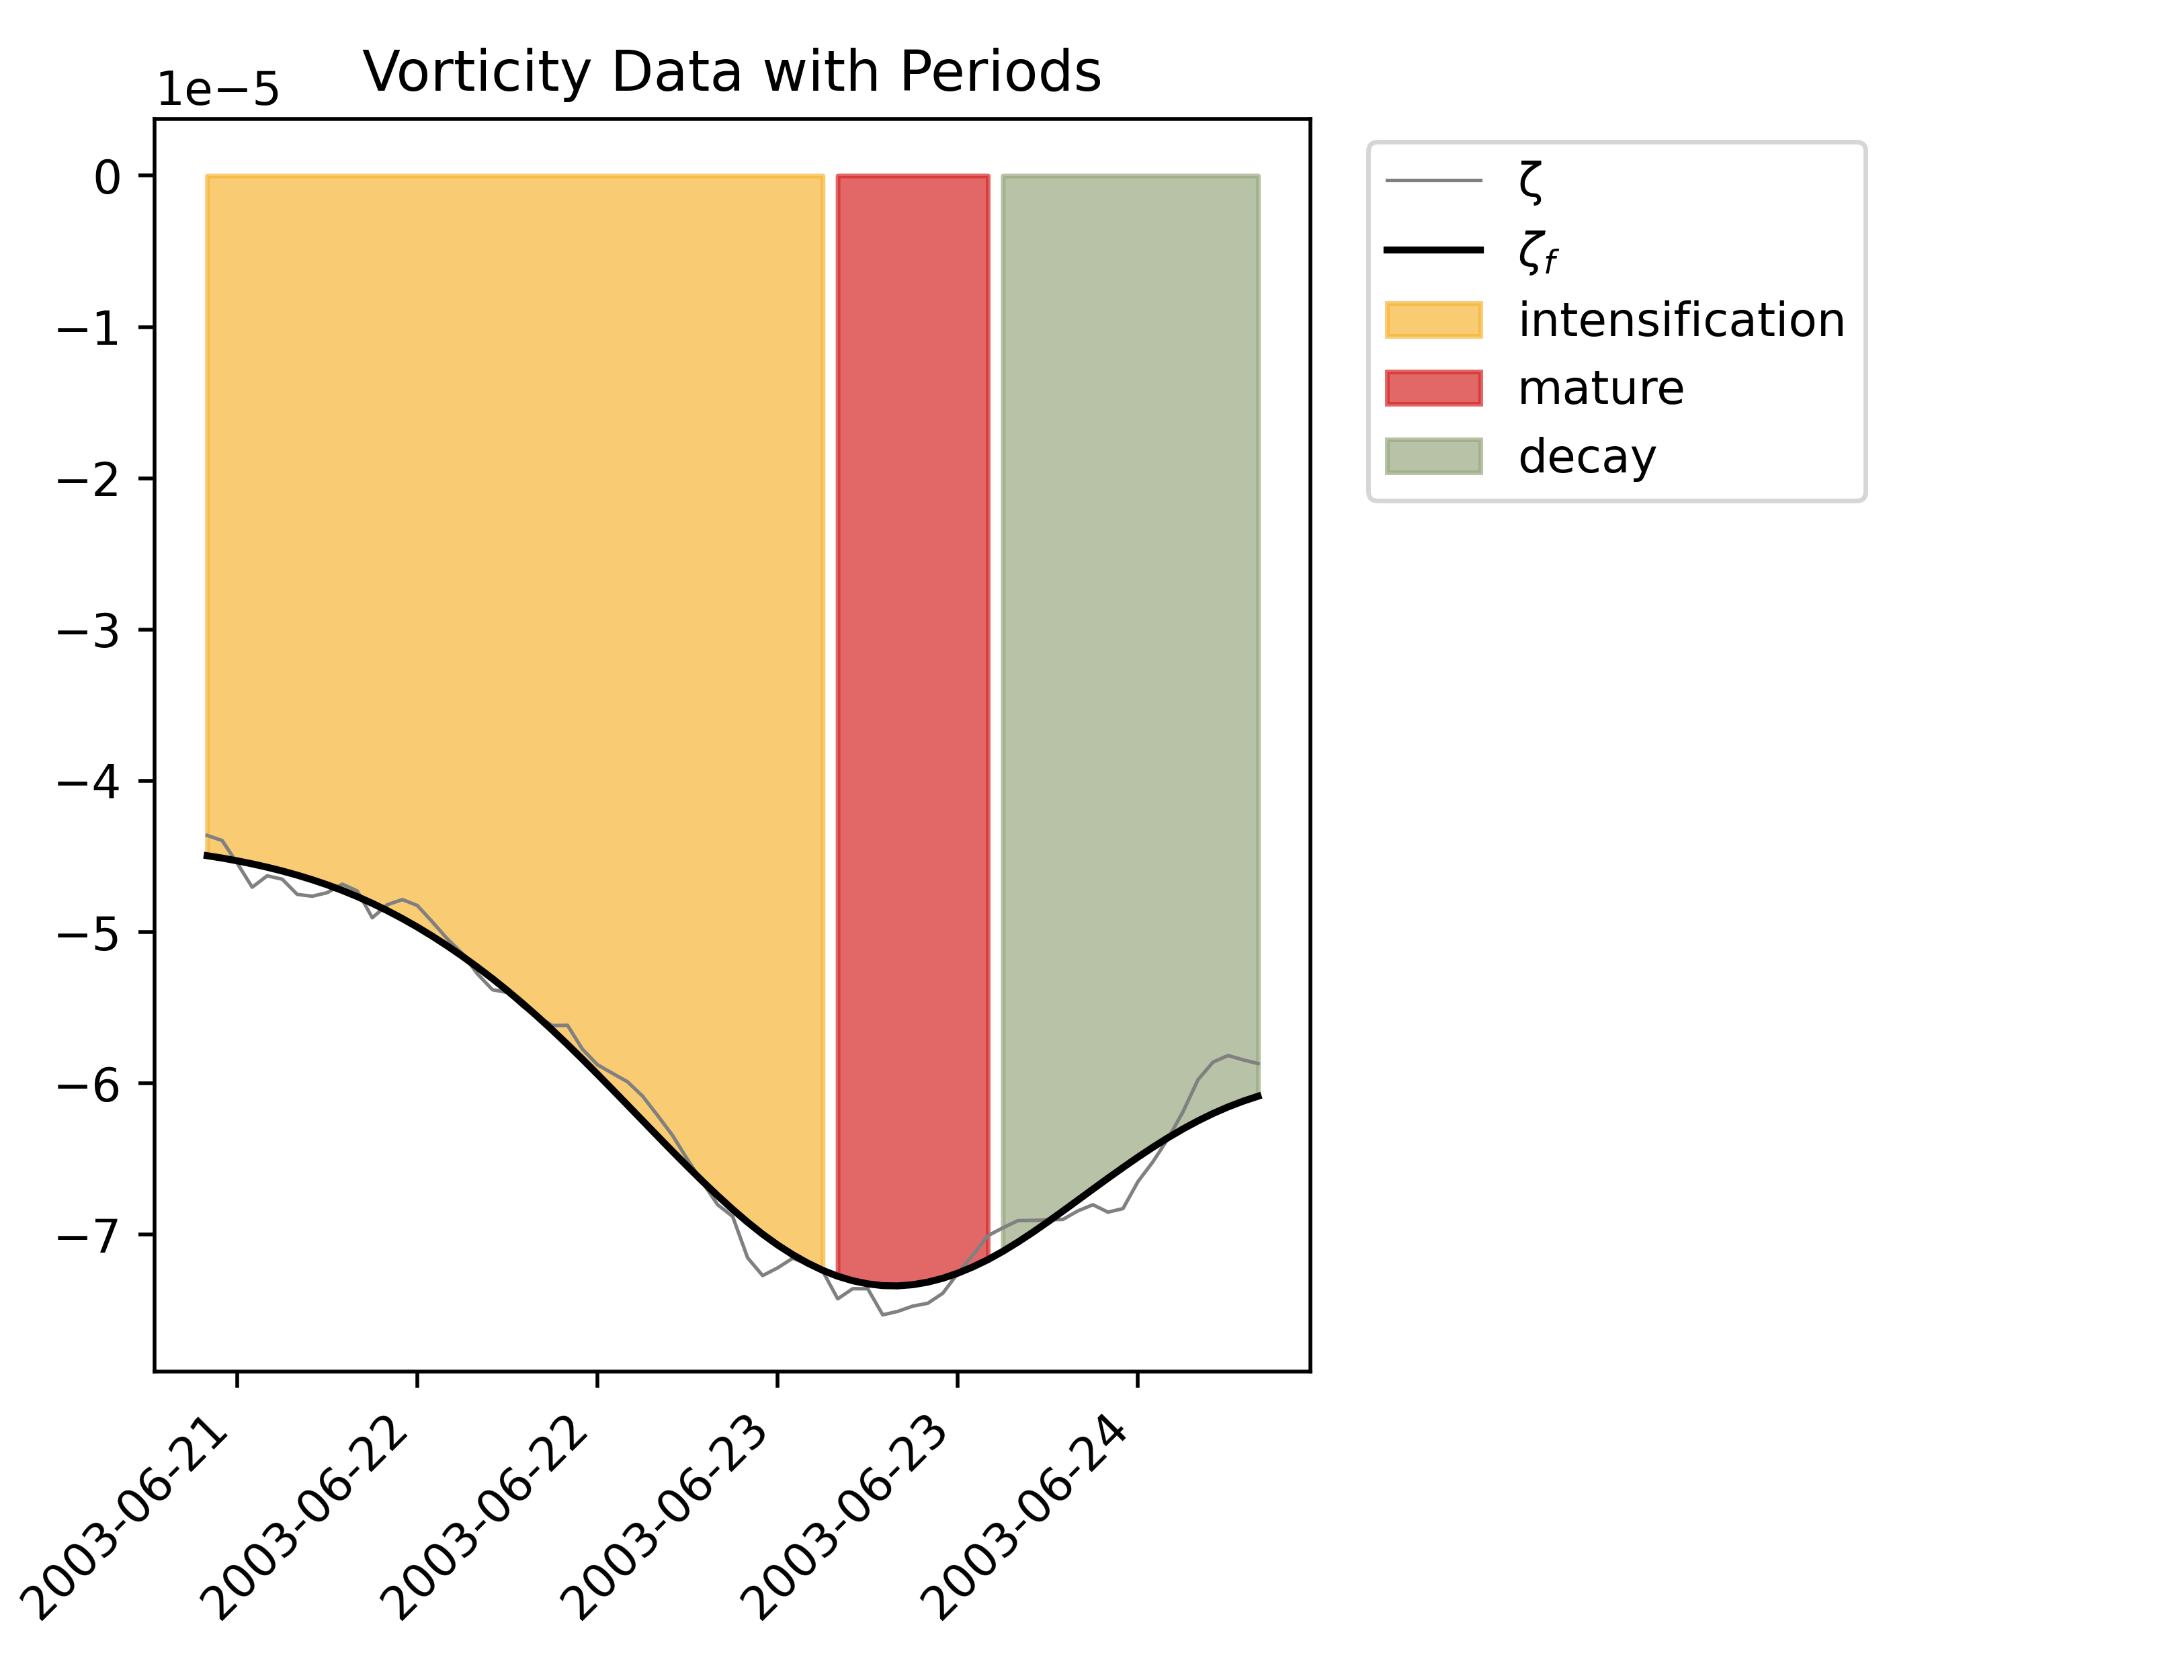 Vorticity Data with Periods
1e−5
0
−1
−2
−3
−4
−5
−6
−7
2003-06-21
2003-06-22
2003-06-22
2003-06-23
2003-06-23
2003-06-24
ζ
ζf
intensification
mature
decay